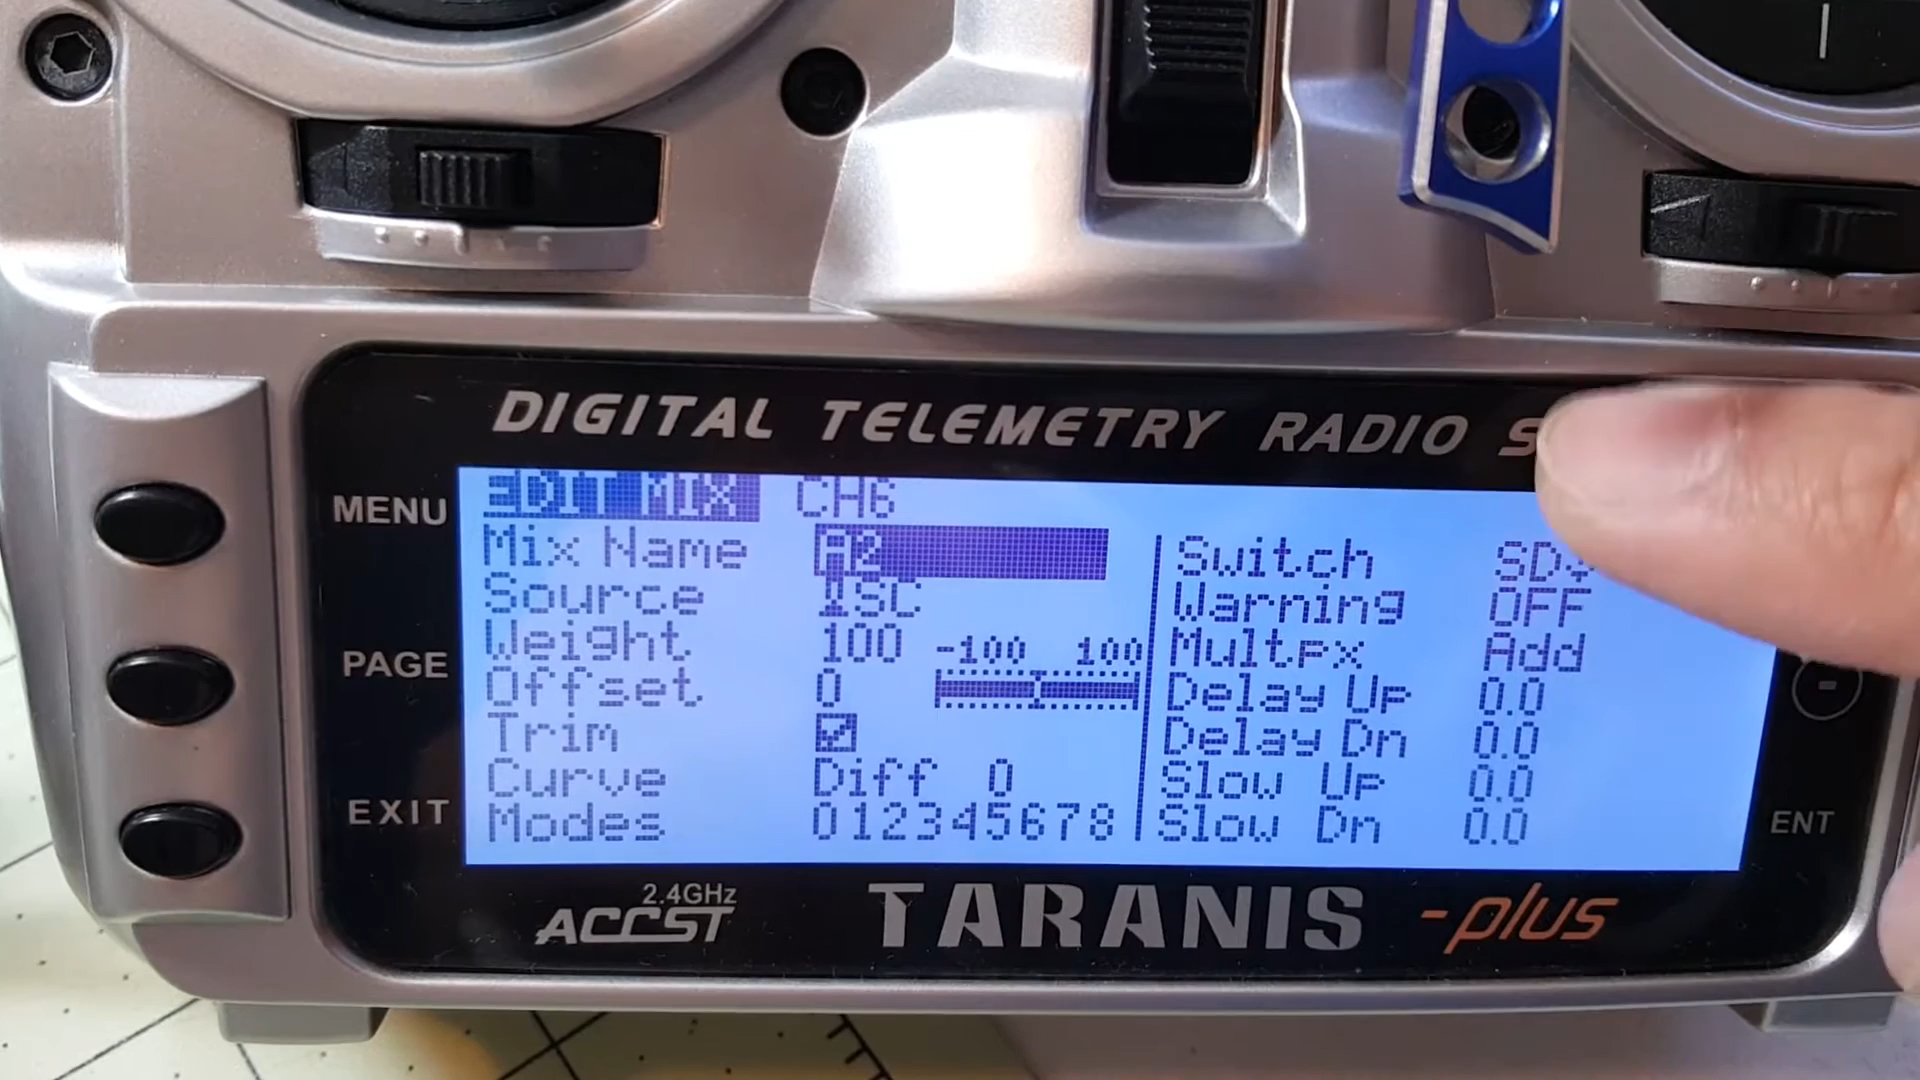 DIGITAL TELEMETRY RADIO S
MENU
PAGE
EXIT
EDIT MIX CH6
Mix Name A2
Source SC
Weight 100 -100 100
Offset 0
Trim
Curve Diff 0
Modes 012345678
Switch SD
Warning OFF
Multpx Add
Delay Up 0.0
Delay Dn 0.0
Slow Up 0.0
Slow Dn 0.0
-
ENT
2.4GHz
ACCST
TARANIS -plus